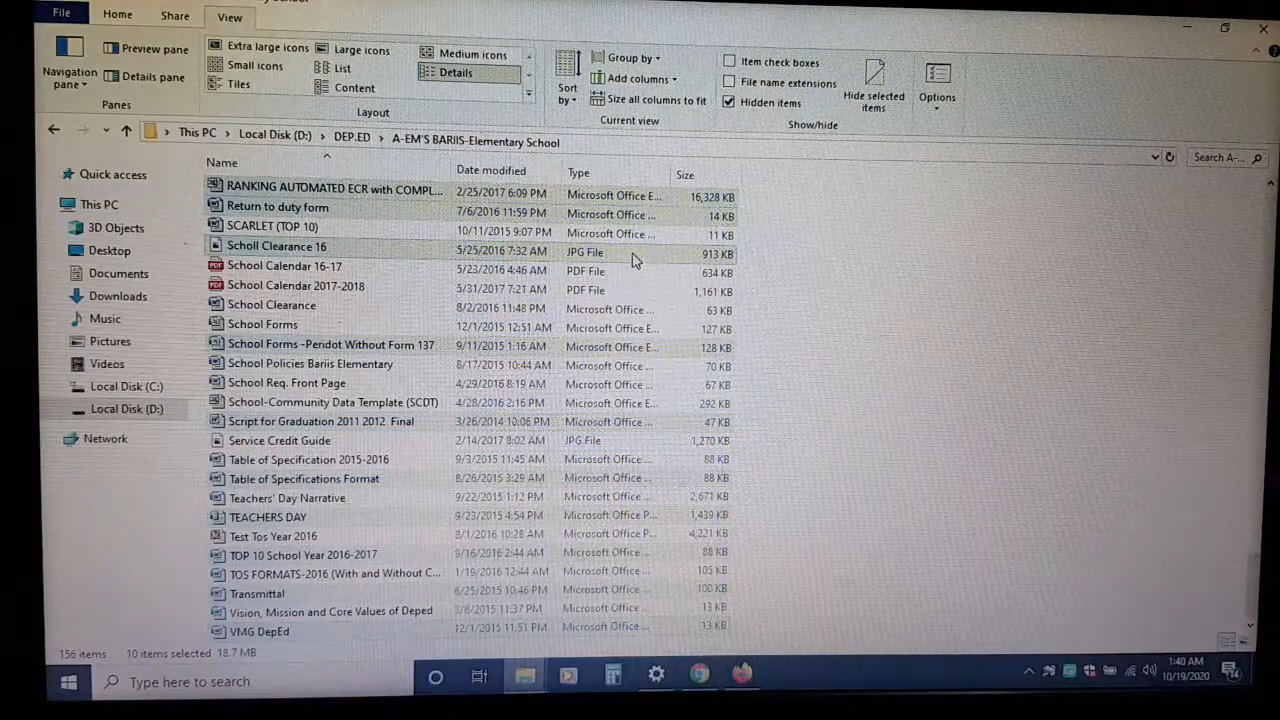 File Home Share View
Preview pane
Details pane
Navigation pane
Panes
Extra large icons Large icons Medium icons
Small icons List Details
Tiles Content
Layout
Sort by
Group by
Add columns
Size all columns to fit
Current view
Item check boxes
File name extensions
Hidden items
Hide selected items
Options
Show/hide
This PC > Local Disk (D:) > DEP.ED > A-EM'S BARIIS-Elementary School
Search A-...
Quick access
This PC
3D Objects
Desktop
Documents
Downloads
Music
Pictures
Videos
Local Disk (C:)
Local Disk (D:)
Network
Name Date modified Type Size
RANKING AUTOMATED ECR with COMPL... 2/25/2017 6:09 PM Microsoft Office E... 16,328 KB
Return to duty form 7/6/2016 11:59 PM Microsoft Office ... 14 KB
SCARLET (TOP 10) 10/11/2015 9:07 PM Microsoft Office ... 11 KB
Scholl Clearance 16 5/25/2016 7:32 AM JPG File 913 KB
School Calendar 16-17 5/23/2016 4:46 AM PDF File 634 KB
School Calendar 2017-2018 5/31/2017 7:21 AM PDF File 1,161 KB
School Clearance 8/2/2016 11:48 PM Microsoft Office ... 63 KB
School Forms 12/1/2015 12:51 AM Microsoft Office E... 127 KB
School Forms -Peridot Without Form 137 9/11/2015 1:16 AM Microsoft Office E... 128 KB
School Policies Bariis Elementary 8/17/2015 10:44 AM Microsoft Office ... 70 KB
School Req. Front Page 4/29/2016 8:19 AM Microsoft Office ... 67 KB
School-Community Data Template (SCDT) 4/28/2016 2:16 PM Microsoft Office E... 292 KB
Script for Graduation 2011 2012 Final 3/26/2014 10:06 PM Microsoft Office ... 47 KB
Service Credit Guide 2/14/2017 8:02 AM JPG File 1,270 KB
Table of Specification 2015-2016 9/3/2015 11:45 AM Microsoft Office ... 88 KB
Table of Specifications Format 8/26/2015 3:29 AM Microsoft Office ... 88 KB
Teachers' Day Narrative 9/22/2015 1:12 PM Microsoft Office ... 2,671 KB
TEACHERS DAY 9/23/2015 4:54 PM Microsoft Office P... 1,439 KB
Test Tos Year 2016 8/1/2016 10:28 AM Microsoft Office P... 4,221 KB
TOP 10 School Year 2016-2017 9/16/2016 2:44 AM Microsoft Office ... 88 KB
TOS FORMATS-2016 (With and Without C... 1/19/2016 12:44 AM Microsoft Office ... 105 KB
Transmittal 6/25/2015 10:46 PM Microsoft Office ... 100 KB
Vision, Mission and Core Values of Deped 3/8/2015 11:37 PM Microsoft Office ... 13 KB
VMG DepEd 12/1/2015 11:51 PM Microsoft Office ... 13 KB
156 items 10 items selected 18.7 MB
Type here to search
1:40 AM
10/19/2020